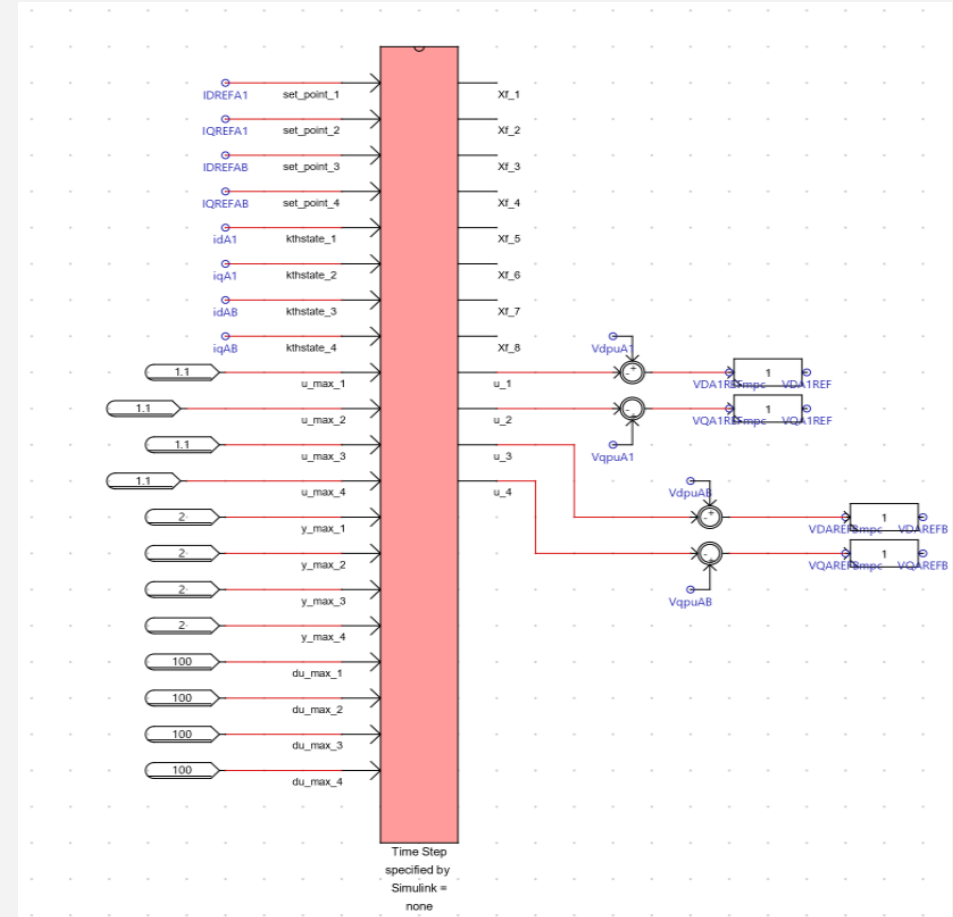 IDREFA1 set_point_1 Xf_1
IQREFA1 set_point_2 Xf_2
IDREFAB set_point_3 Xf_3
IQREFAB set_point_4 Xf_4
idA1 kthstate_1 Xf_5
iqA1 kthstate_2 Xf_6
idAB kthstate_3 Xf_7
iqAB kthstate_4 Xf_8
VdpuA1
1.1 u_max_1 u_1 - + 1 VDA1REFmpc VDA1REF
1.1 u_max_2 u_2 - + 1 VQA1REFmpc VQA1REF
VqpuA1
1.1 u_max_3 u_3
1.1 u_max_4 u_4
VdpuAB
2 y_max_1 - + 1 VDAREFBmpc VDAREFB
2 y_max_2 - + 1 VQAREFBmpc VQAREFB
VqpuAB
2 y_max_3
2 y_max_4
100 du_max_1
100 du_max_2
100 du_max_3
100 du_max_4
Time Step
specified by
Simulink =
none